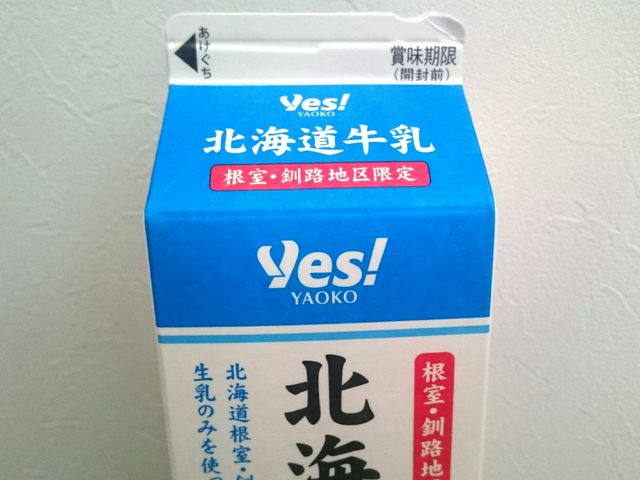 あけぐち
賞味期限
(開封前)
Yes!
YAOKO
北海道牛乳
根室・釧路地区限定
Yes!
YAOKO
根室・釧路地
北海
北海道根室・釧
生乳のみを使